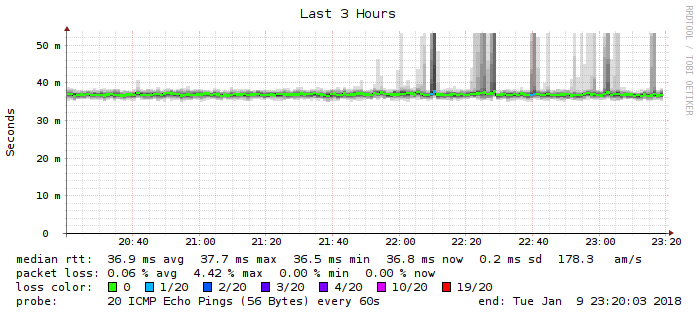 Last 3 Hours
RRDTOOL / TOBI OETIKER
Seconds
50 m
40 m
30 m
20 m
10 m
0
20:40 21:00 21:20 21:40 22:00 22:20 22:40 23:00 23:20
median rtt: 36.9 ms avg 37.7 ms max 36.5 ms min 36.8 ms now 0.2 ms sd 178.3 am/s
packet loss: 0.06 % avg 4.42 % max 0.00 % min 0.00 % now
loss color: 0 1/20 2/20 3/20 4/20 10/20 19/20
probe: 20 ICMP Echo Pings (56 Bytes) every 60s end: Tue Jan 9 23:20:03 2018